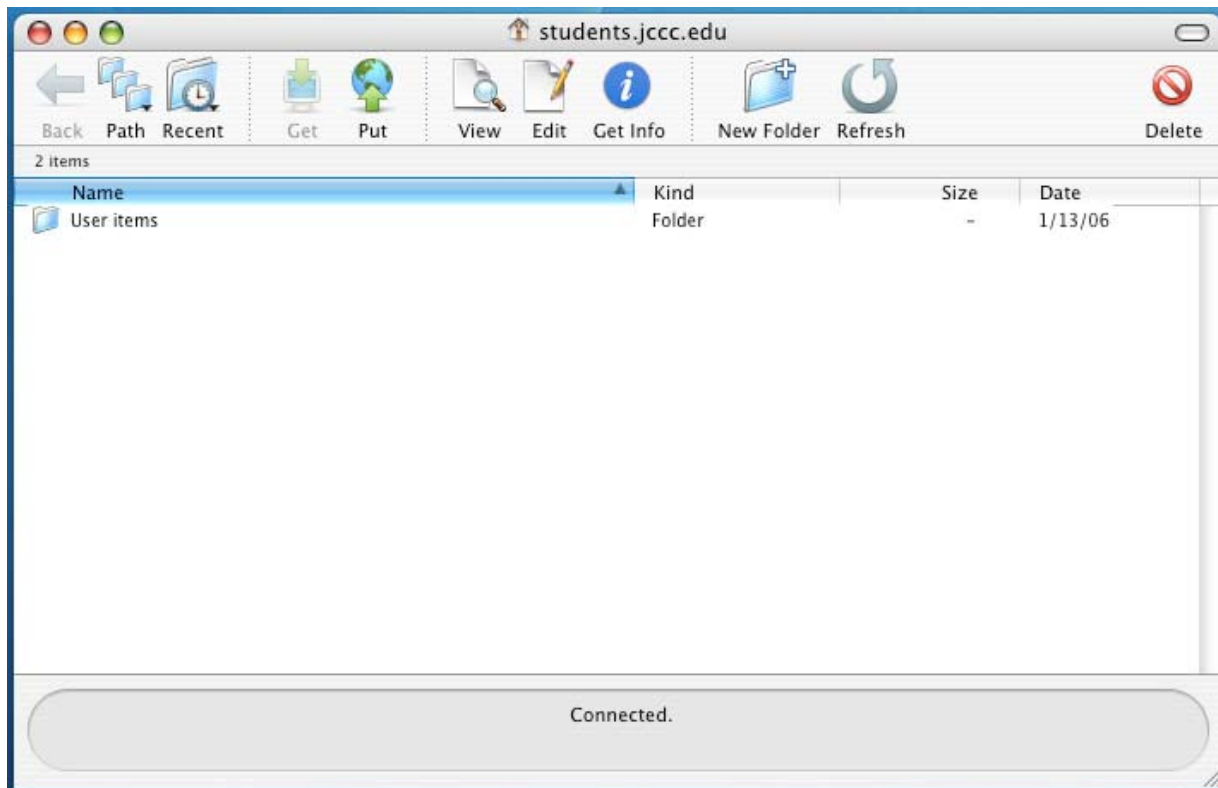 students.jccc.edu
Back Path Recent Get Put View Edit Get Info New Folder Refresh Delete
2 items
Name Kind Size Date
User items Folder - 1/13/06
Connected.